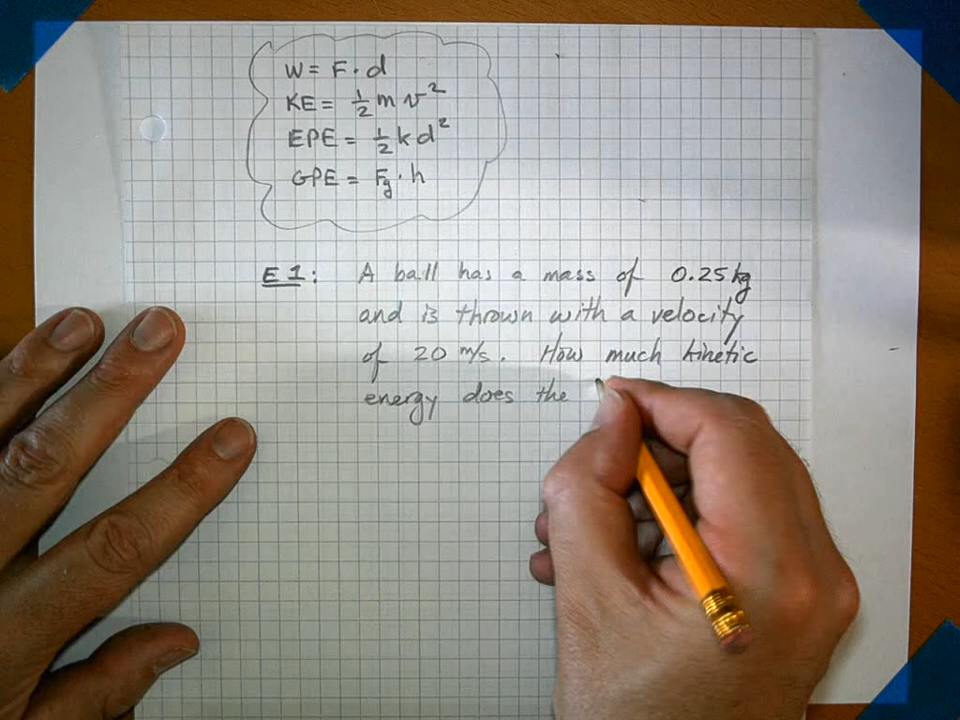 W = F · d
KE = ½ m v²
EPE = ½ k d²
GPE = Fg · h
E1: A ball has a mass of 0.25 kg
and is thrown with a velocity
of 20 m/s. How much kinetic
energy does the